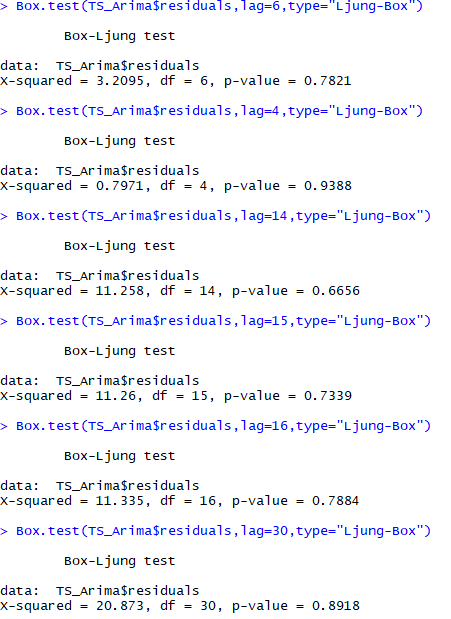 > Box.test(TS_Arima$residuals,lag=6,type="Ljung-Box")
Box-Ljung test
data:  TS_Arima$residuals
X-squared = 3.2095, df = 6, p-value = 0.7821
> Box.test(TS_Arima$residuals,lag=4,type="Ljung-Box")
Box-Ljung test
data:  TS_Arima$residuals
X-squared = 0.7971, df = 4, p-value = 0.9388
> Box.test(TS_Arima$residuals,lag=14,type="Ljung-Box")
Box-Ljung test
data:  TS_Arima$residuals
X-squared = 11.258, df = 14, p-value = 0.6656
> Box.test(TS_Arima$residuals,lag=15,type="Ljung-Box")
Box-Ljung test
data:  TS_Arima$residuals
X-squared = 11.26, df = 15, p-value = 0.7339
> Box.test(TS_Arima$residuals,lag=16,type="Ljung-Box")
Box-Ljung test
data:  TS_Arima$residuals
X-squared = 11.335, df = 16, p-value = 0.7884
> Box.test(TS_Arima$residuals,lag=30,type="Ljung-Box")
Box-Ljung test
data:  TS_Arima$residuals
X-squared = 20.873, df = 30, p-value = 0.8918